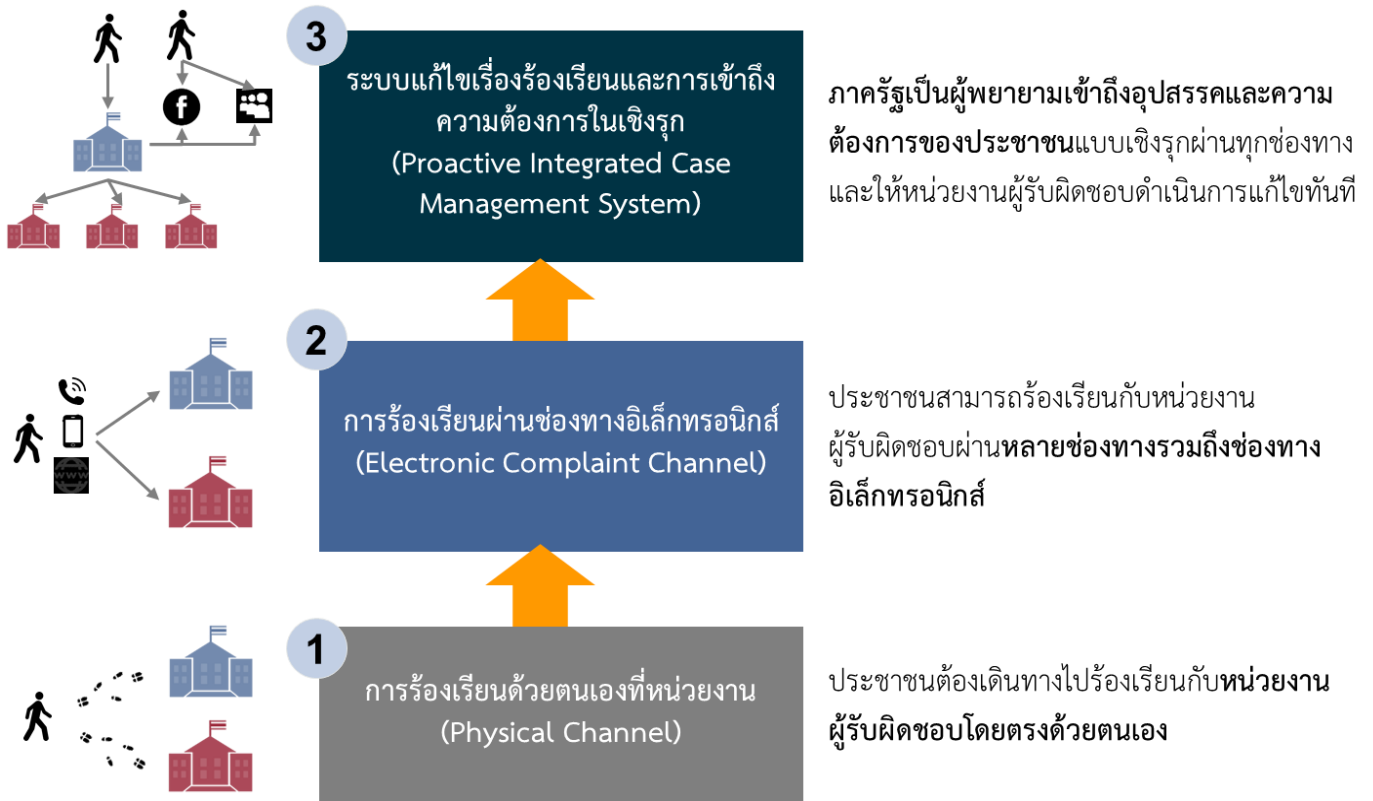 3
ระบบแก้ไขเรื่องร้องเรียนและการเข้าถึง
ความต้องการในเชิงรุก
(Proactive Integrated Case
Management System)
ภาครัฐเป็นผู้พยายามเข้าถึงอุปสรรคและความ
ต้องการของประชาชนแบบเชิงรุกผ่านทุกช่องทาง
และให้หน่วยงานผู้รับผิดชอบดำเนินการแก้ไขทันที
2
การร้องเรียนผ่านช่องทางอิเล็กทรอนิกส์
(Electronic Complaint Channel)
ประชาชนสามารถร้องเรียนกับหน่วยงาน
ผู้รับผิดชอบผ่านหลายช่องทางรวมถึงช่องทาง
อิเล็กทรอนิกส์
1
การร้องเรียนด้วยตนเองที่หน่วยงาน
(Physical Channel)
ประชาชนต้องเดินทางไปร้องเรียนกับหน่วยงาน
ผู้รับผิดชอบโดยตรงด้วยตนเอง